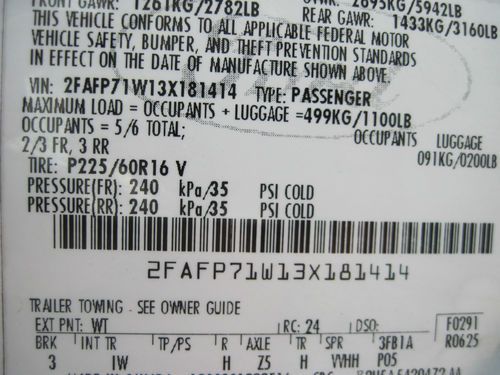 FRONT GAWR: 1261KG/2782LB
GVWR: 2695KG/5942LB
REAR GAWR: 1433KG/3160LB
THIS VEHICLE CONFORMS TO ALL APPLICABLE FEDERAL MOTOR
VEHICLE SAFETY, BUMPER, AND THEFT PREVENTION STANDARDS
IN EFFECT ON THE DATE OF MANUFACTURE SHOWN ABOVE.
VIN: 2FAFP71W13X181414 TYPE: PASSENGER
MAXIMUM LOAD = OCCUPANTS + LUGGAGE =499KG/1100LB
OCCUPANTS = 5/6 TOTAL; OCCUPANTS LUGGAGE
2/3 FR, 3 RR 091KG/0200LB
TIRE: P225/60R16 V
PRESSURE(FR): 240 kPa/35 PSI COLD
PRESSURE(RR): 240 kPa/35 PSI COLD
2FAFP71W13X181414
TRAILER TOWING - SEE OWNER GUIDE
EXT PNT: WT RC: 24 DSO: F0291
BRK INT TR TP/PS R AXLE TR SPR 3FB1A R0625
3 IW H Z5 H VVHH P05